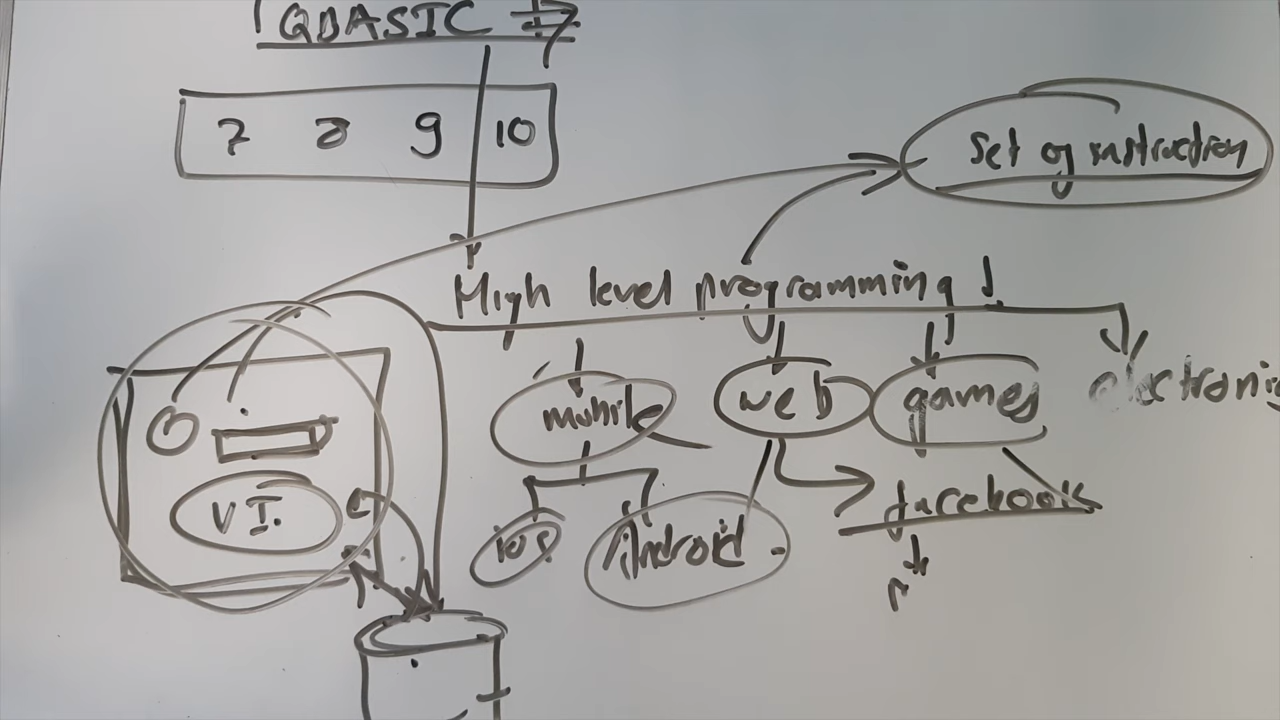 QBASIC
7 8 9 10
Set of instruction
High level programming
mobile web games electronic
V I.
ios Android facebook